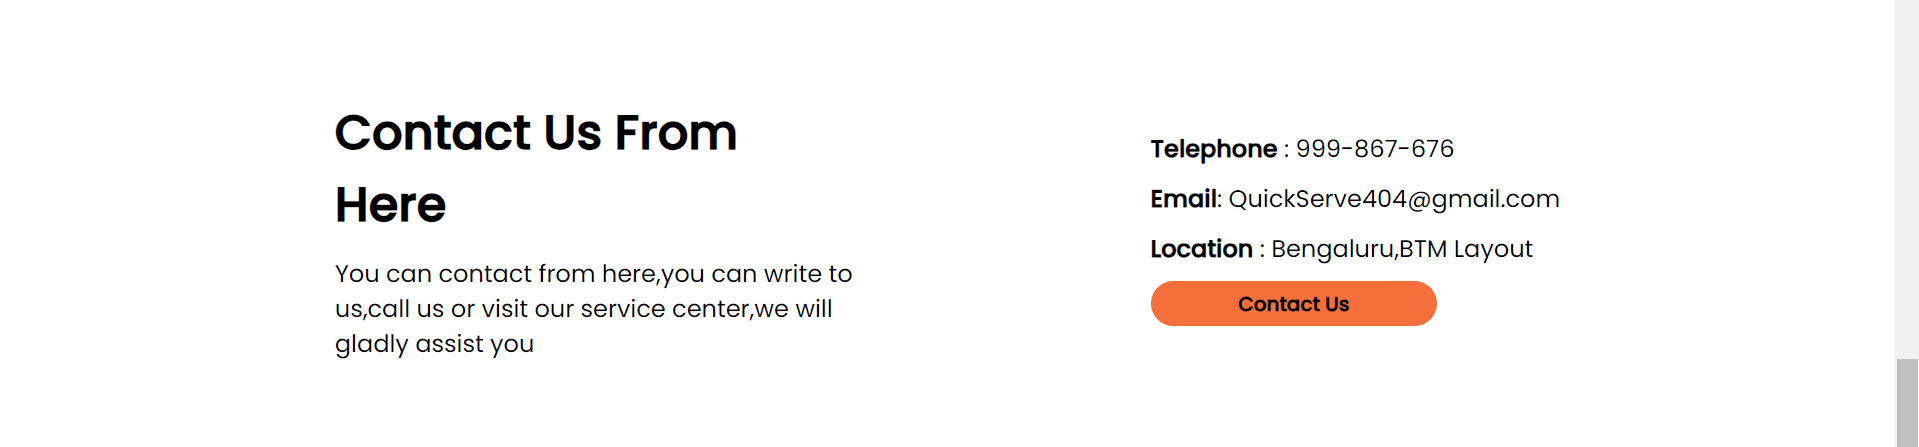 Contact Us From
Here
You can contact from here,you can write to
us,call us or visit our service center,we will
gladly assist you
Telephone : 999-867-676
Email: QuickServe404@gmail.com
Location : Bengaluru,BTM Layout
Contact Us